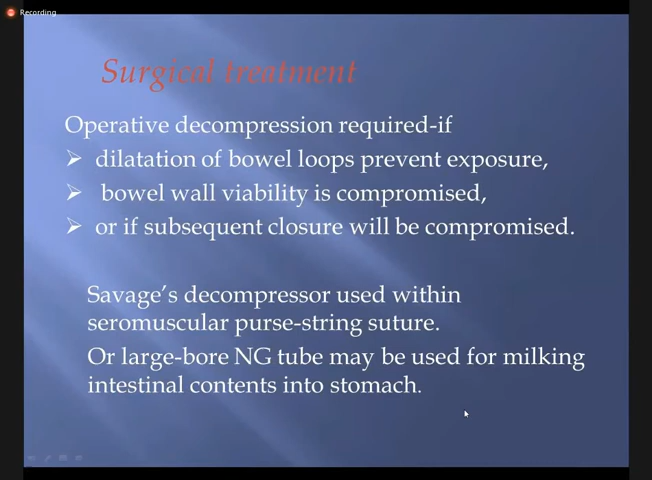 Recording
Surgical treatment
Operative decompression required-if
➢ dilatation of bowel loops prevent exposure,
➢ bowel wall viability is compromised,
➢ or if subsequent closure will be compromised.
Savage's decompressor used within
seromuscular purse-string suture.
Or large-bore NG tube may be used for milking
intestinal contents into stomach.